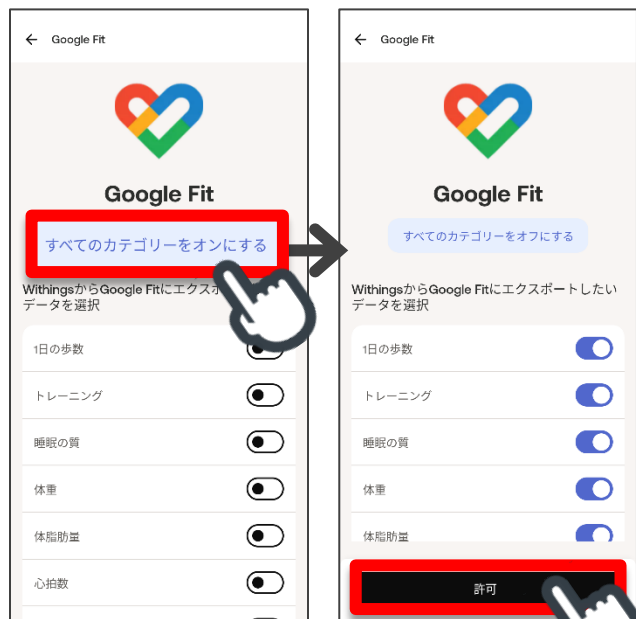 Google Fit
Google Fit
すべてのカテゴリーをオンにする
WithingsからGoogle Fitにエクスポ
データを選択
1日の歩数
トレーニング
睡眠の質
体重
体脂肪量
心拍数
Google Fit
Google Fit
すべてのカテゴリーをオフにする
WithingsからGoogle Fitにエクスポートしたい
データを選択
1日の歩数
トレーニング
睡眠の質
体重
体脂肪量
許可